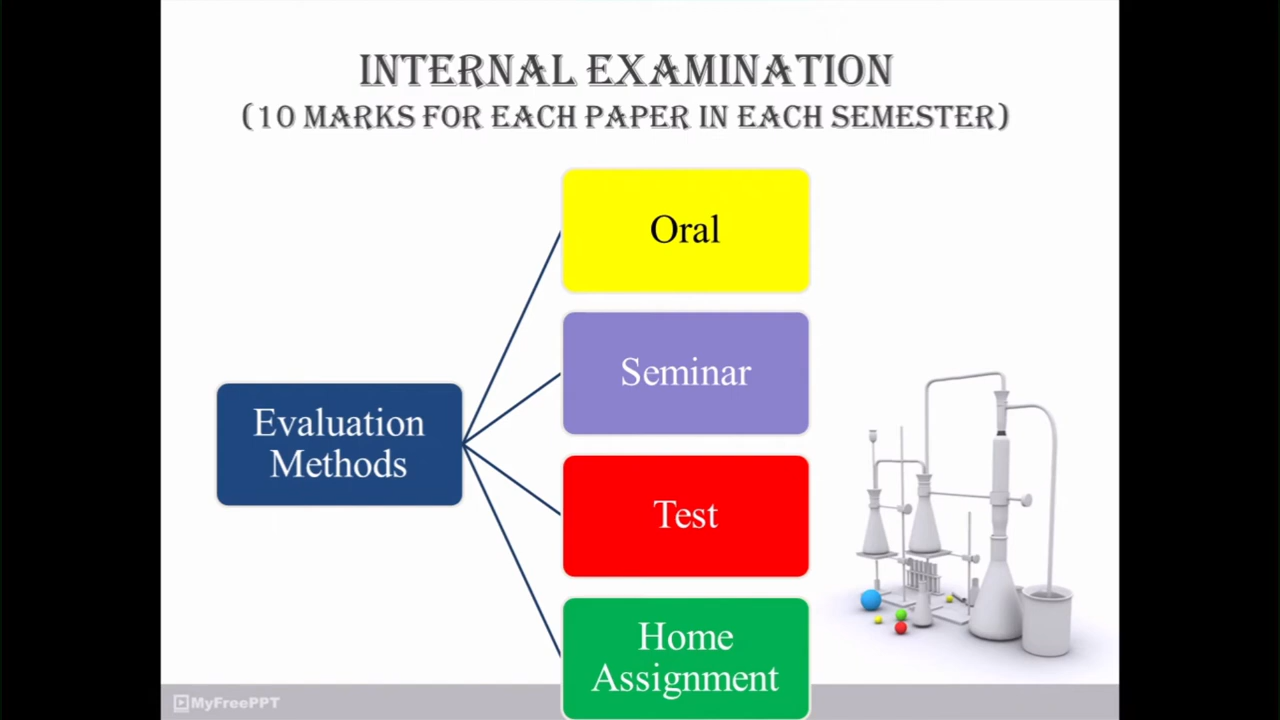 INTERNAL EXAMINATION
(10 MARKS FOR EACH PAPER IN EACH SEMESTER)
Oral
Seminar
Evaluation
Methods
Test
Home
Assignment
MyFreePPT